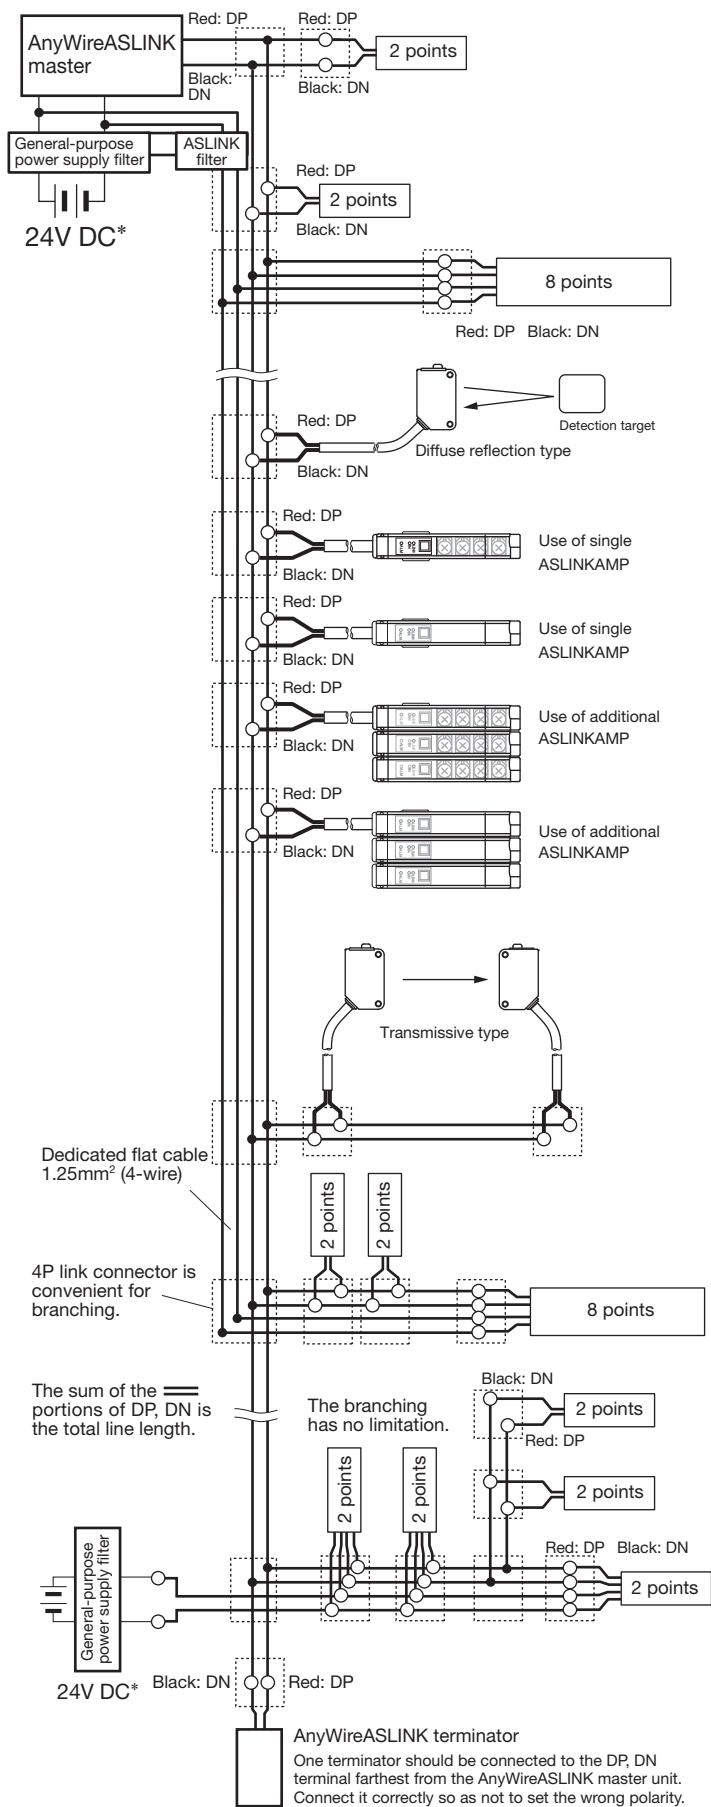 Red: DP
Red: DP
AnyWireASLINK
master
2 points
Black:
DN
Black: DN
General-purpose
power supply filter
ASLINK
filter
Red: DP
2 points
24V DC*
Black: DN
8 points
Red: DP Black: DN
Red: DP
Detection target
Diffuse reflection type
Black: DN
Red: DP
Use of single
ASLINKAMP
Black: DN
Red: DP
Use of single
ASLINKAMP
Black: DN
Red: DP
Use of additional
ASLINKAMP
Black: DN
Red: DP
Use of additional
ASLINKAMP
Black: DN
Transmissive type
Dedicated flat cable
1.25mm² (4-wire)
2 points
2 points
4P link connector is
convenient for
branching.
8 points
The sum of the
portions of DP, DN is
the total line length.
The branching
has no limitation.
Black: DN
2 points
Red: DP
2 points
2 points
2 points
General-purpose
power supply filter
Red: DP Black: DN
2 points
24V DC*
Black: DN
Red: DP
AnyWireASLINK terminator
One terminator should be connected to the DP, DN
terminal farthest from the AnyWireASLINK master unit.
Connect it correctly so as not to set the wrong polarity.